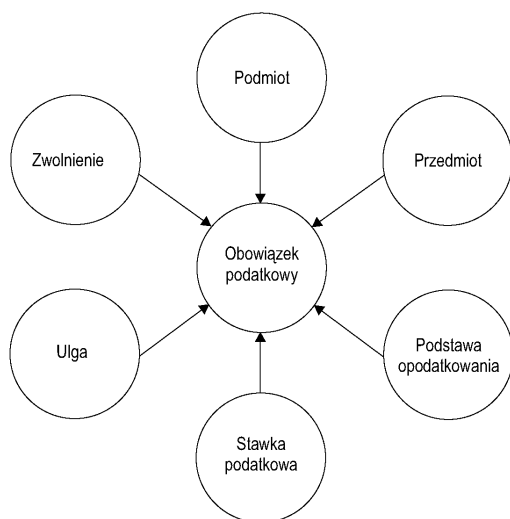 Podmiot
Zwolnienie
Przedmiot
Obowiązek
podatkowy
Ulga
Podstawa
opodatkowania
Stawka
podatkowa